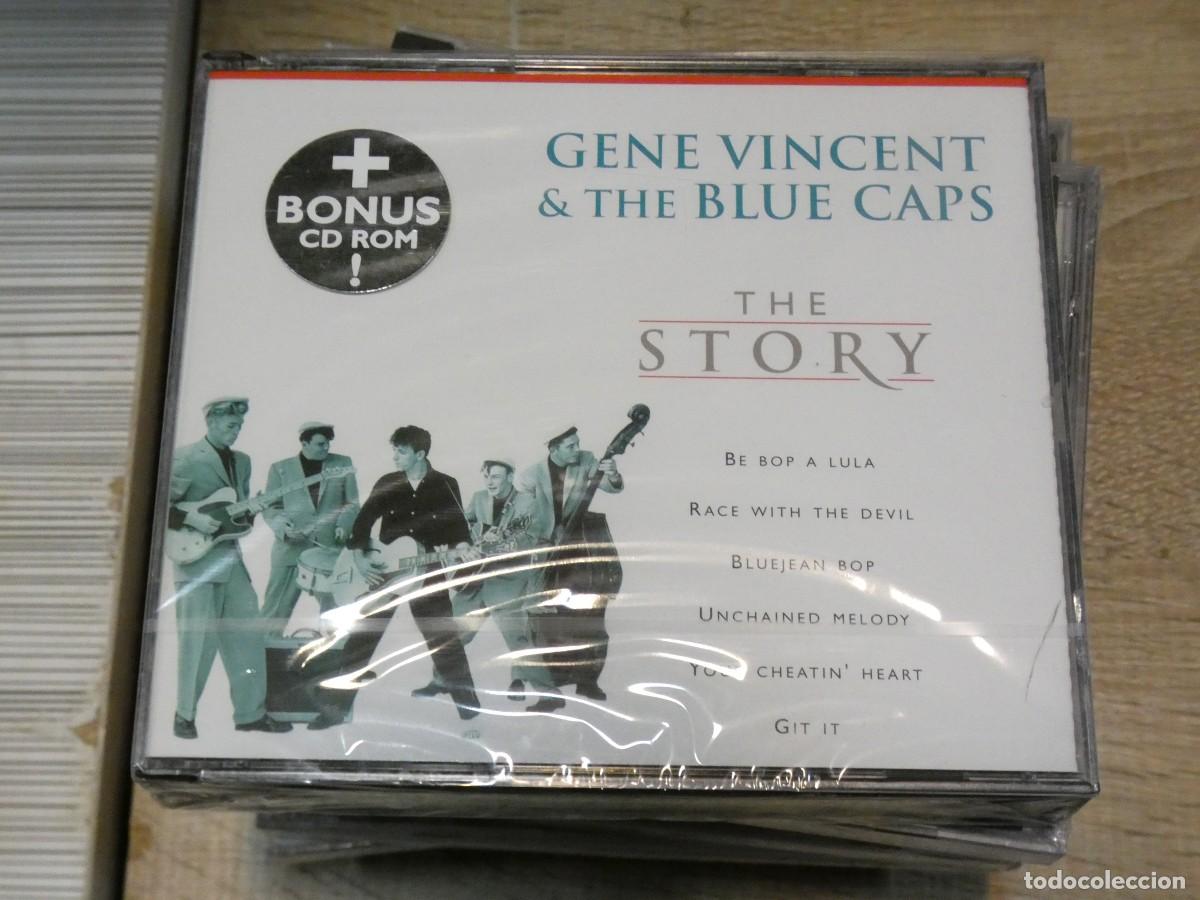 +
BONUS
CD ROM
!
GENE VINCENT
& THE BLUE CAPS
THE
STORY
BE BOP A LULA
RACE WITH THE DEVIL
BLUEJEAN BOP
UNCHAINED MELODY
YOUR CHEATIN' HEART
GIT IT
todocoleccion